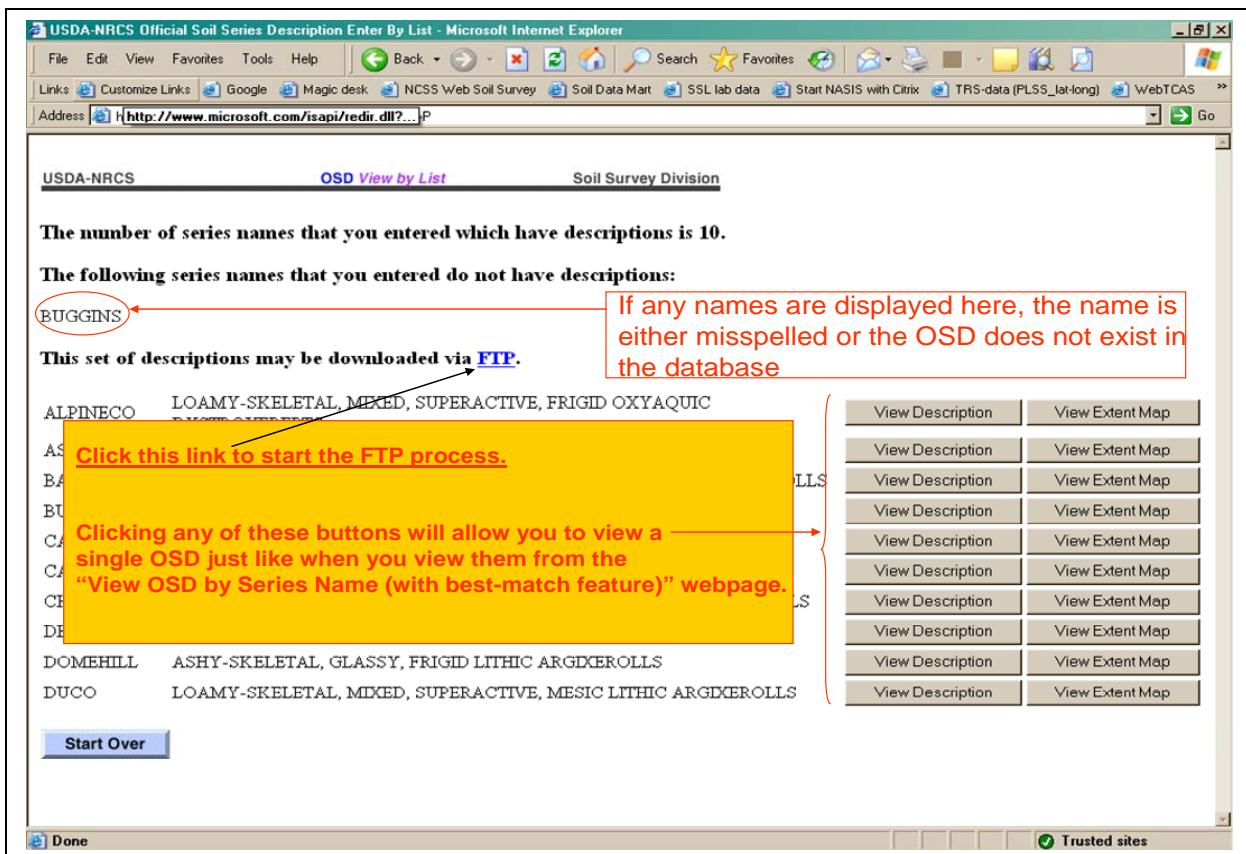 USDA-NRCS Official Soil Series Description Enter By List - Microsoft Internet Explorer
File Edit View Favorites Tools Help Back Search Favorites
Links Customize Links Google Magic desk NCSS Web Soil Survey Soil Data Mart SSL lab data Start NASIS with Citrix TRS-data (PLSS_lat-long) WebTCAS »
Address h http://www.microsoft.com/isapi/redir.dll?... P Go
USDA-NRCS OSD View by List Soil Survey Division
The number of series names that you entered which have descriptions is 10.
The following series names that you entered do not have descriptions:
BUGGINS
If any names are displayed here, the name is
either misspelled or the OSD does not exist in
the database
This set of descriptions may be downloaded via FTP.
ALPINECO LOAMY-SKELETAL, MIXED, SUPERACTIVE, FRIGID OXYAQUIC
View Description View Extent Map
AS View Description View Extent Map
BA LLS View Description View Extent Map
BU View Description View Extent Map
CA View Description View Extent Map
CA View Description View Extent Map
CE LS View Description View Extent Map
DE View Description View Extent Map
Click this link to start the FTP process.
Clicking any of these buttons will allow you to view a
single OSD just like when you view them from the
“View OSD by Series Name (with best-match feature)” webpage.
DOMEHILL ASHY-SKELETAL, GLASSY, FRIGID LITHIC ARGIXEROLLS View Description View Extent Map
DUCO LOAMY-SKELETAL, MIXED, SUPERACTIVE, MESIC LITHIC ARGIXEROLLS View Description View Extent Map
Start Over
Done Trusted sites